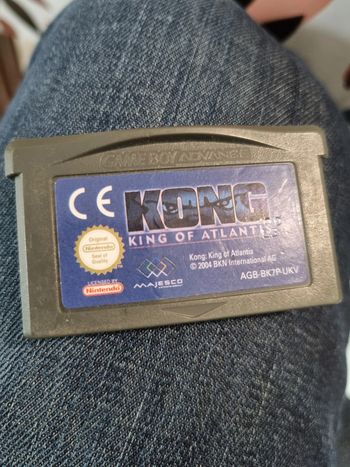 GAME BOY ADVANCE
CE
KONG
KING OF ATLANTIS
Original
Nintendo
Seal of
Quality
Kong: King of Atlantis
© 2004 BKN International AG
LICENSED BY
Nintendo
MAJESCO
AGB-BK7P-UKV